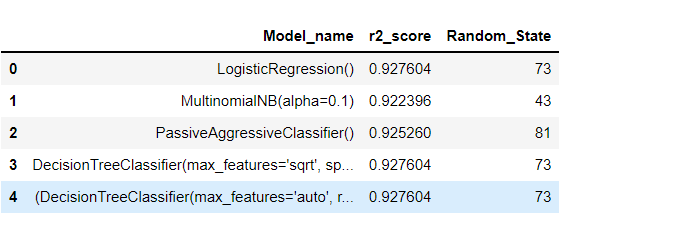 Model_name r2_score Random_State
0 LogisticRegression() 0.927604 73
1 MultinomialNB(alpha=0.1) 0.922396 43
2 PassiveAggressiveClassifier() 0.925260 81
3 DecisionTreeClassifier(max_features='sqrt', sp... 0.927604 73
4 (DecisionTreeClassifier(max_features='auto', r... 0.927604 73